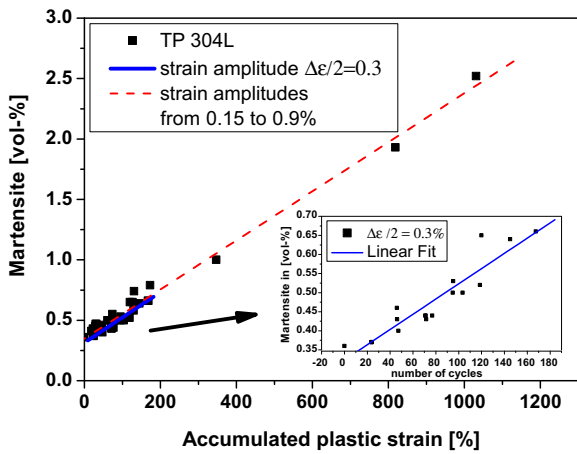 3.0
2.5
2.0
1.5
1.0
0.5
0.0
Martensite [vol-%]
TP 304L
strain amplitude Δε/2=0.3
strain amplitudes
from 0.15 to 0.9%
0.70
0.65
0.60
0.55
0.50
0.45
0.40
0.35
Martensite in [vol-%]
Δε /2 = 0.3%
Linear Fit
-20 0 20 40 60 80 100 120 140 160 180
number of cycles
0 200 400 600 800 1000 1200
Accumulated plastic strain [%]